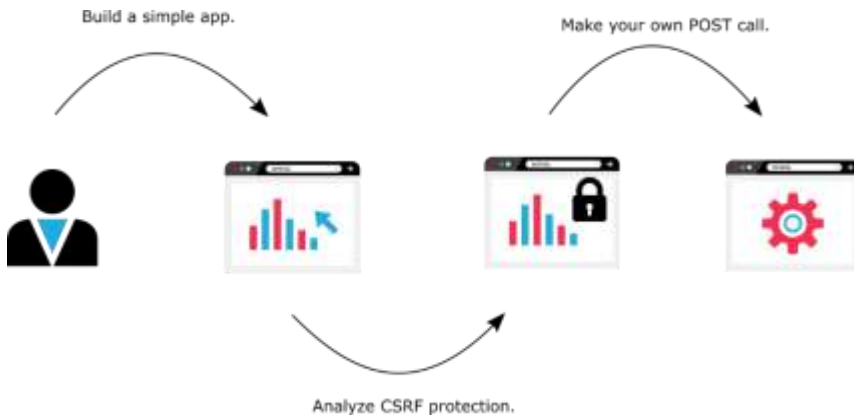 Build a simple app.
Make your own POST call.
Analyze CSRF protection.